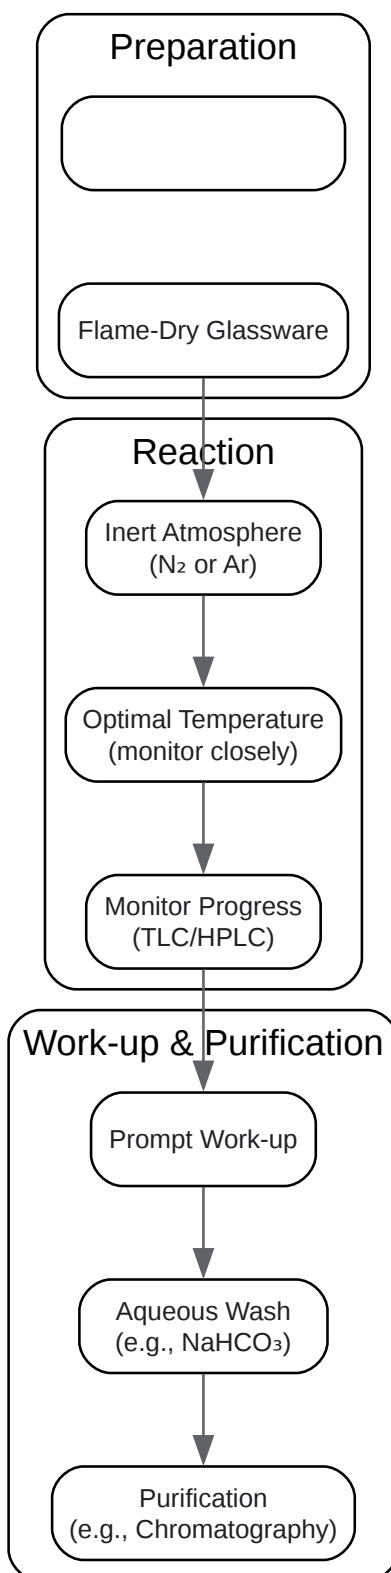 Preparation
Flame-Dry Glassware
Reaction
Inert Atmosphere
(N₂ or Ar)
Optimal Temperature
(monitor closely)
Monitor Progress
(TLC/HPLC)
Work-up & Purification
Prompt Work-up
Aqueous Wash
(e.g., NaHCO₃)
Purification
(e.g., Chromatography)